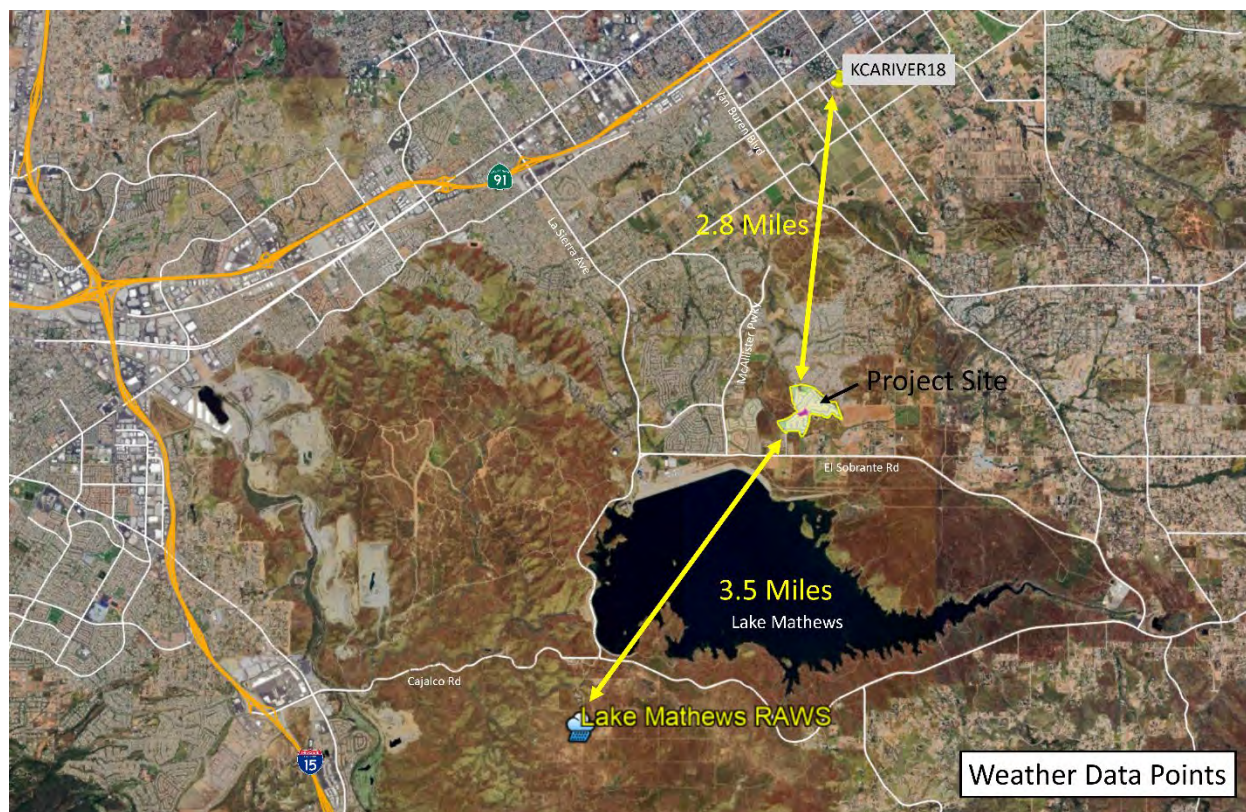 KCARIVER18
Van Buren Blvd
91
La Sierra Ave
2.8 Miles
McAllister Pwky
Project Site
El Sobrante Rd
3.5 Miles
Lake Mathews
Cajalco Rd
Lake Mathews RAWS
15
Weather Data Points